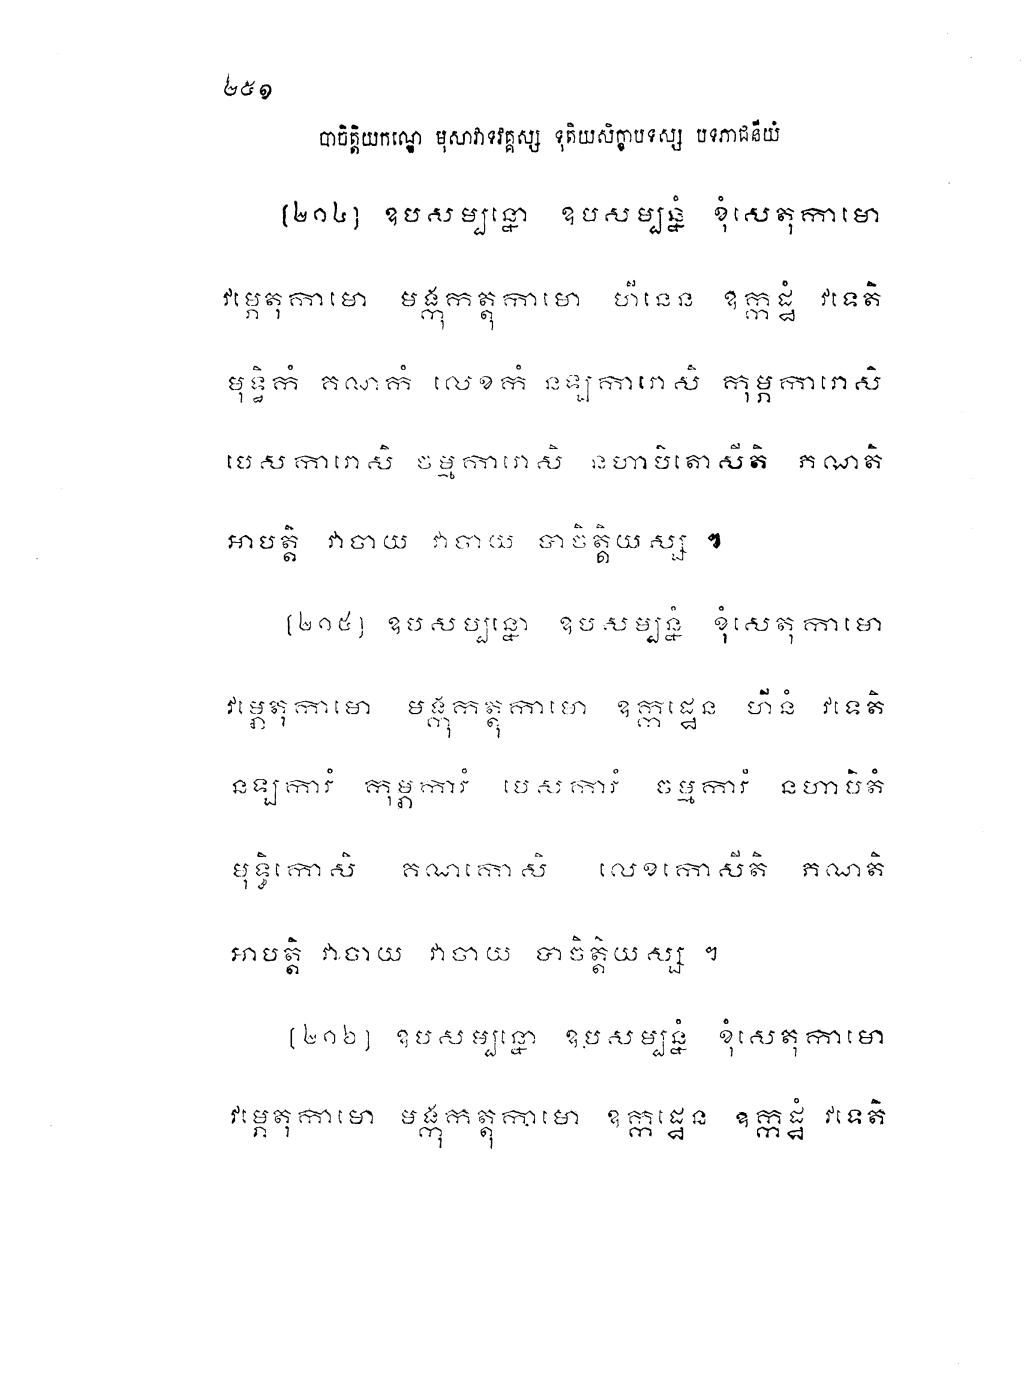 ២៥១
បាចិត្តិយកណ្ឌេ មុសាវាទវគ្គស្ស ទុតិយសិក្ខាបទស្ស បទភាជនីយំ
[២១៤] ឧបសម្បន្នោ ឧបសម្បន្នំ ខុំសេតុកាមោ
វម្ភេតុកាមោ មង្កុកត្តុកាមោ ហីនេន ឧក្កដ្ឋំ វទេតិ
មុទ្ធិកំ គណកំ លេខកំ នឡការោសិ កុម្ភការោសិ
បេសការោសិ ចម្មការោសិ នហាបិតោសីតិ ភណតិ
អាបត្តិ វាចាយ វាចាយ បាចិត្តិយស្ស ៕
[២១៥] ឧបសប្បន្នោ ឧបសម្បន្នំ ខុំសេតុកាមោ
វម្ភេតុកាមោ មង្កុកត្តុកាមោ ឧក្កដ្ឋេន ហីនំ វទេតិ
នឡការំ កុម្ភការំ បេសការំ ចម្មការំ នហាបិតំ
មុទ្ធិកោសិ គណកោសិ លេខកោសីតិ ភណតិ
អាបត្តិ វាចាយ វាចាយ បាចិត្តិយស្ស ។
[២១៦] ឧបសម្បន្នោ ឧបសម្បន្នំ ខុំសេតុកាមោ
វម្ភេតុកាមោ មង្កុកត្តុកាមោ ឧក្កដ្ឋេន ឧក្កដ្ឋំ វទេតិ